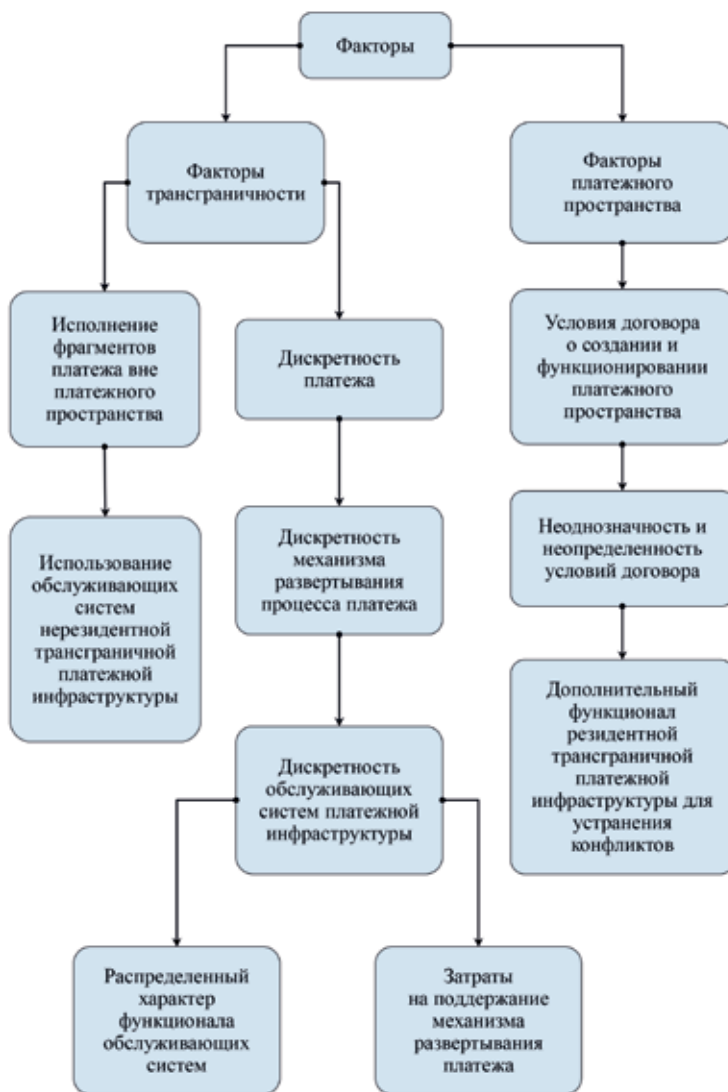 Факторы
Факторы
трансграничности
Факторы
платежного
пространства
Исполнение
фрагментов
платежа вне
платежного
пространства
Дискретность
платежа
Условия договора
о создании и
функционировании
платежного
пространства
Использование
обслуживающих
систем
нерезидентной
трансграничной
платежной
инфраструктуры
Дискретность
механизма
развертывания
процесса платежа
Неоднозначность и
неопределенность
условий договора
Дискретность
обслуживающих
систем платежной
инфраструктуры
Дополнительный
функционал
резидентной
трансграничной
платежной
инфраструктуры для
устранения
конфликтов
Распределенный
характер
функционала
обслуживающих
систем
Затраты
на поддержание
механизма
развертывания
платежа